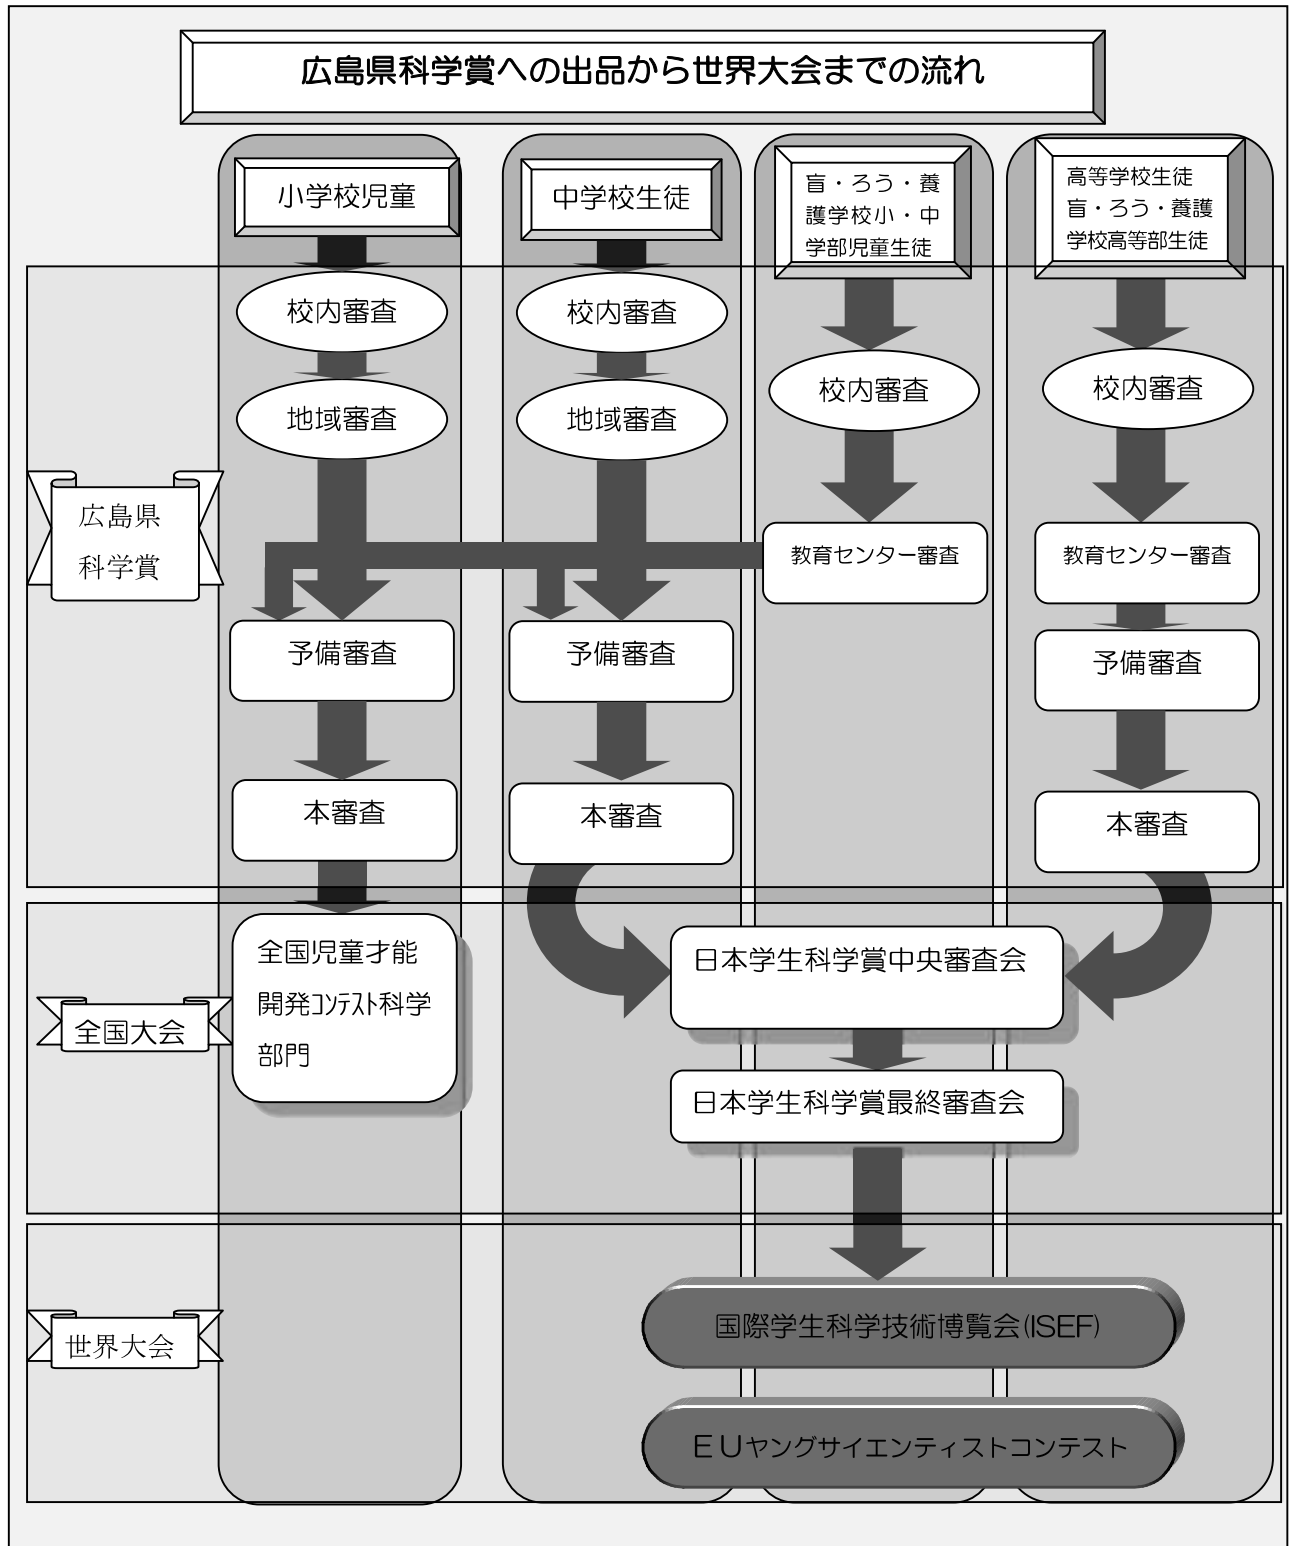 広島県科学賞への出品から世界大会までの流れ
小学校児童
中学校生徒
盲・ろう・養
護学校小・中
学部児童生徒
高等学校生徒
盲・ろう・養護
学校高等部生徒
校内審査
校内審査
校内審査
校内審査
地域審査
地域審査
広島県
科学賞
教育センター審査
教育センター審査
予備審査
予備審査
予備審査
本審査
本審査
本審査
全国大会
全国児童才能
開発ｺﾝﾃｽﾄ科学
部門
日本学生科学賞中央審査会
日本学生科学賞最終審査会
世界大会
国際学生科学技術博覧会(ISEF)
ＥＵヤングサイエンティストコンテスト